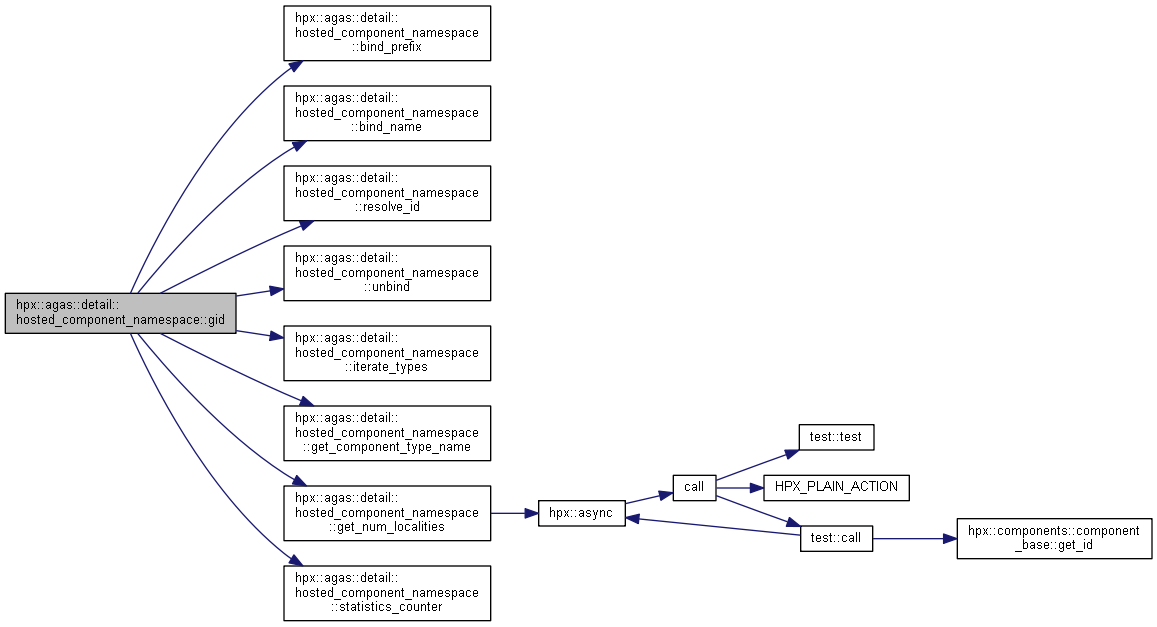 hpx::agas::detail::
hosted_component_namespace::gid
hpx::agas::detail::
hosted_component_namespace
::bind_prefix
hpx::agas::detail::
hosted_component_namespace
::bind_name
hpx::agas::detail::
hosted_component_namespace
::resolve_id
hpx::agas::detail::
hosted_component_namespace
::unbind
hpx::agas::detail::
hosted_component_namespace
::iterate_types
hpx::agas::detail::
hosted_component_namespace
::get_component_type_name
hpx::agas::detail::
hosted_component_namespace
::get_num_localities
hpx::agas::detail::
hosted_component_namespace
::statistics_counter
hpx::async
call
test::test
HPX_PLAIN_ACTION
test::call
hpx::components::component
_base::get_id